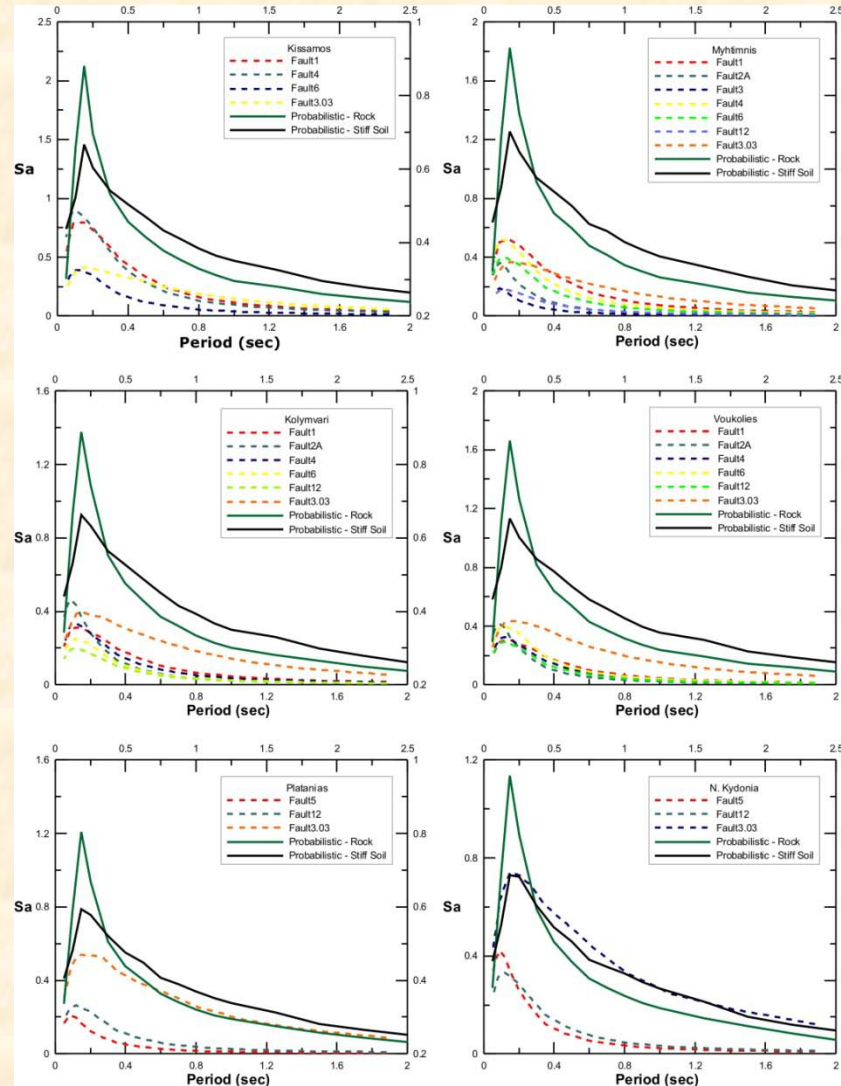 0 0.5 1 1.5 2 2.5
Kissamos
Fault1
Fault4
Fault6
Fault3.03
Probabilistic - Rock
Probabilistic - Stiff Soil
2.5
2
1.5
1
0.5
0
Sa
1
0.8
0.6
0.4
0.2
0 0.4 0.8 1.2 1.6 2
Period (sec)
0 0.5 1 1.5 2 2.5
Myhtimnis
Fault1
Fault2A
Fault3
Fault4
Fault6
Fault12
Fault3.03
Probabilistic - Rock
Probabilistic - Stiff Soil
2
1.6
1.2
0.8
0.4
0
Sa
0 0.4 0.8 1.2 1.6 2
Period (sec)
0 0.5 1 1.5 2 2.5
Kolymvari
Fault1
Fault2A
Fault4
Fault6
Fault12
Fault3.03
Probabilistic - Rock
Probabilistic - Stiff Soil
1.6
1.2
0.8
0.4
0
Sa
1
0.8
0.6
0.4
0.2
0 0.4 0.8 1.2 1.6 2
Period (sec)
0 0.5 1 1.5 2 2.5
Voukolies
Fault1
Fault2A
Fault4
Fault6
Fault12
Fault3.03
Probabilistic - Rock
Probabilistic - Stiff Soil
2
1.6
1.2
0.8
0.4
0
Sa
0 0.4 0.8 1.2 1.6 2
Period (sec)
0 0.5 1 1.5 2 2.5
Platanias
Fault5
Fault12
Fault3.03
Probabilistic - Rock
Probabilistic - Stiff Soil
1.6
1.2
0.8
0.4
0
Sa
1
0.8
0.6
0.4
0.2
0 0.4 0.8 1.2 1.6 2
Period (sec)
0 0.5 1 1.5 2 2.5
N. Kydonia
Fault5
Fault12
Fault3.03
Probabilistic - Rock
Probabilistic - Stiff Soil
1.2
0.8
0.4
0
Sa
0 0.4 0.8 1.2 1.6 2
Period (sec)